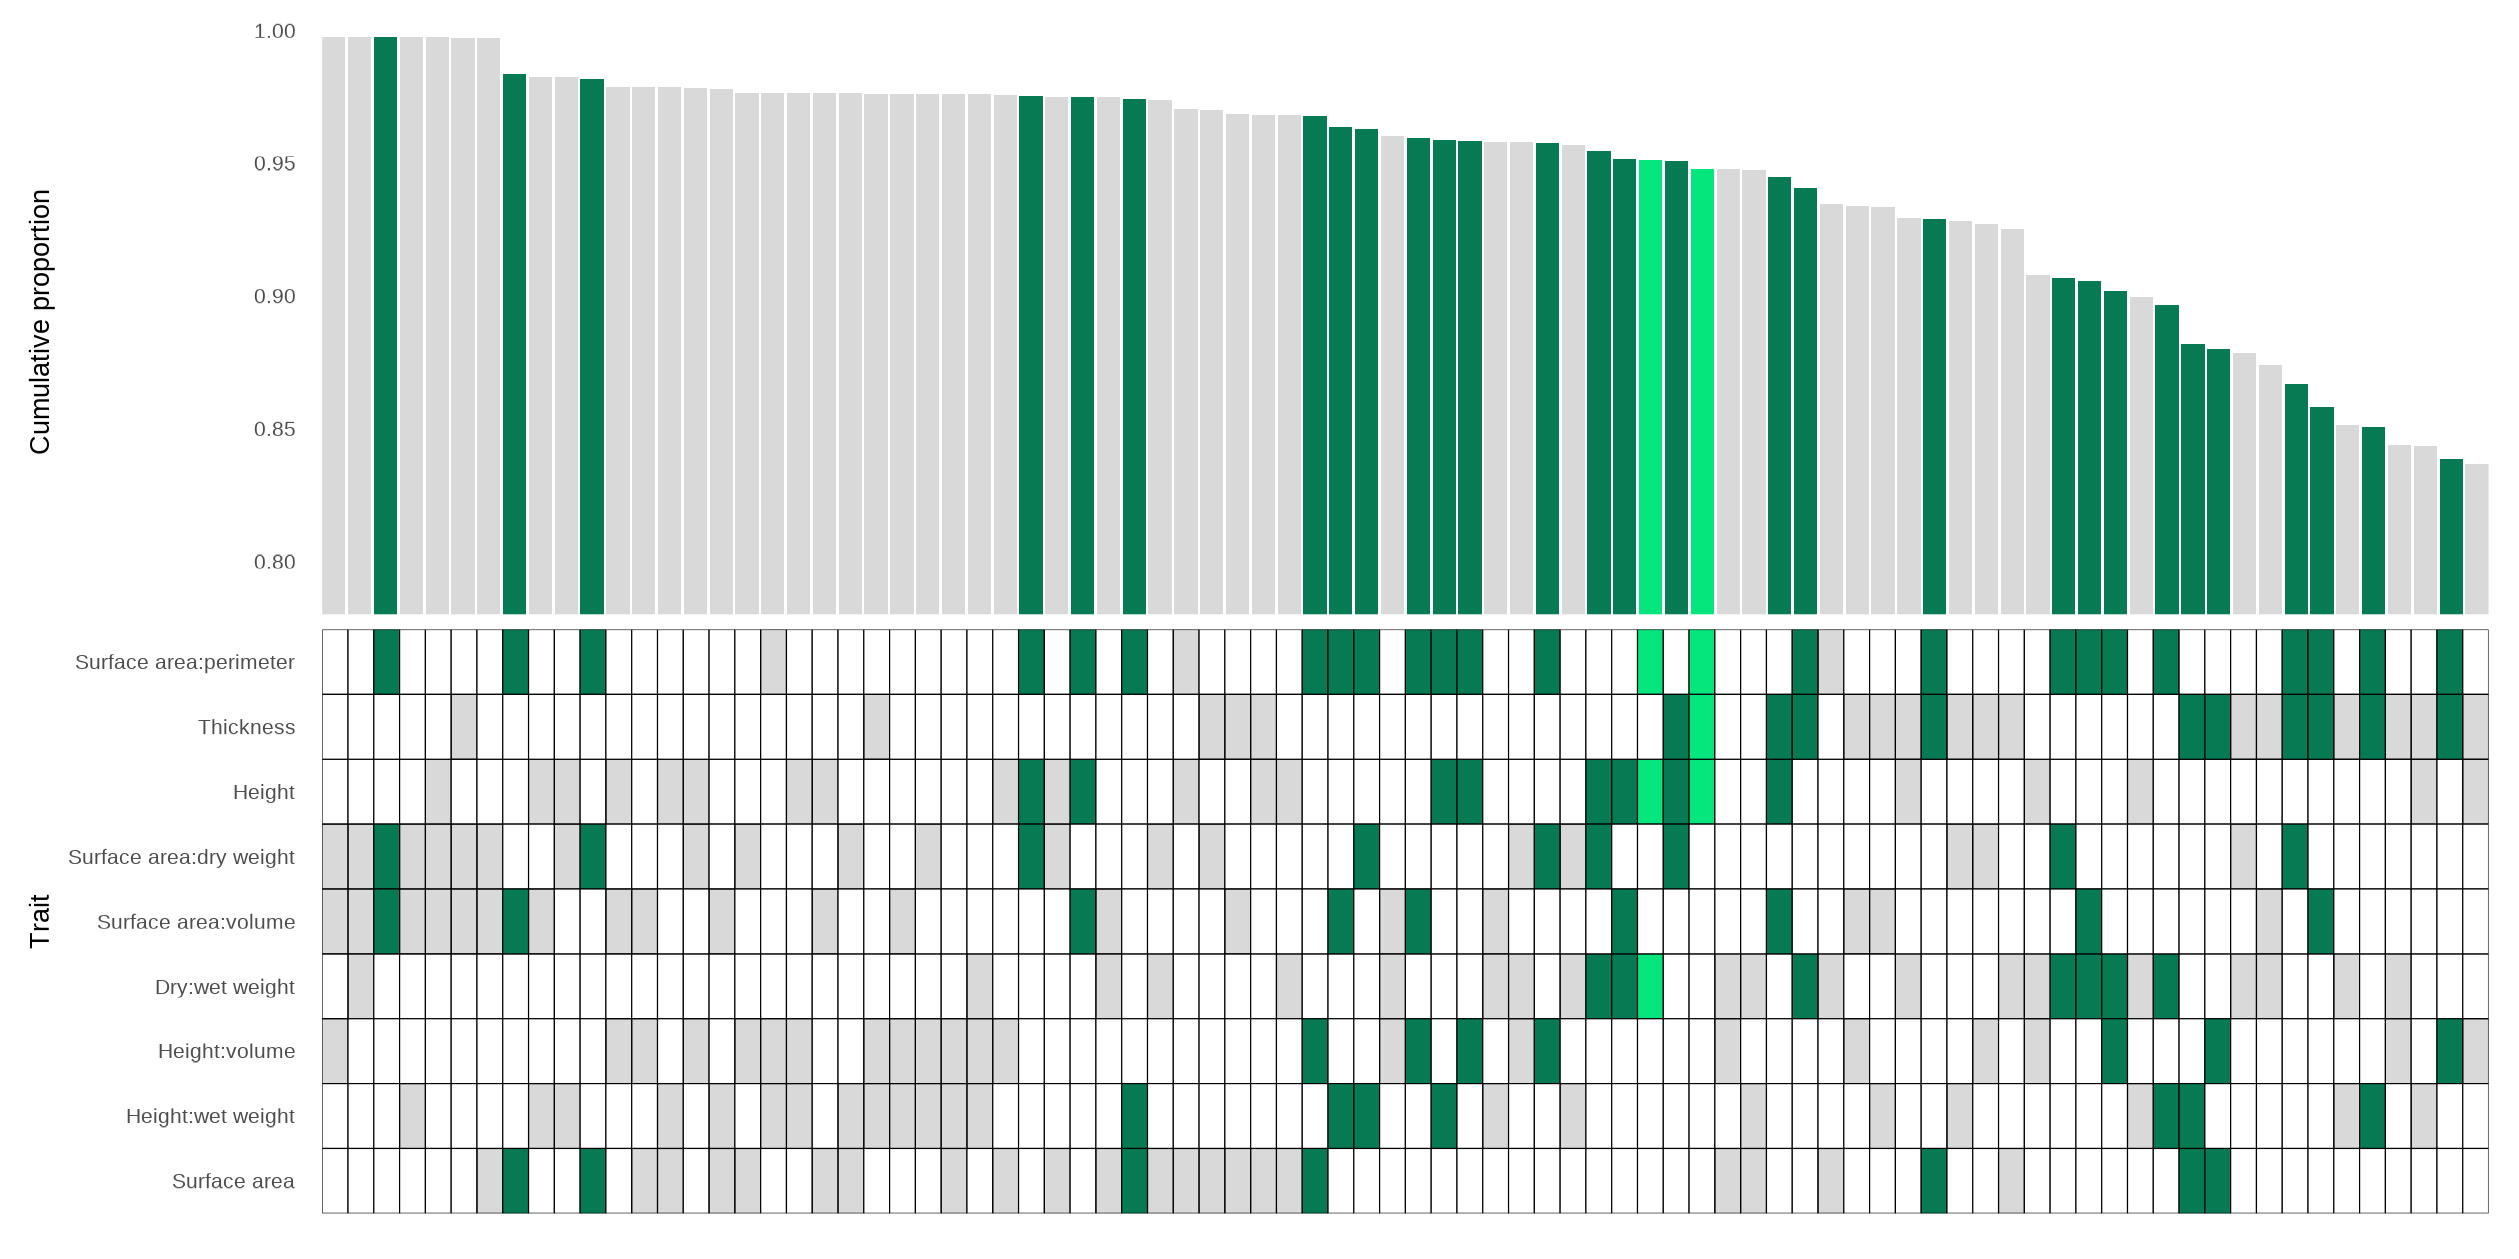 Cumulative proportion
1.00
0.95
0.90
0.85
0.80
Trait
Surface area:perimeter
Thickness
Height
Surface area:dry weight
Surface area:volume
Dry:wet weight
Height:volume
Height:wet weight
Surface area